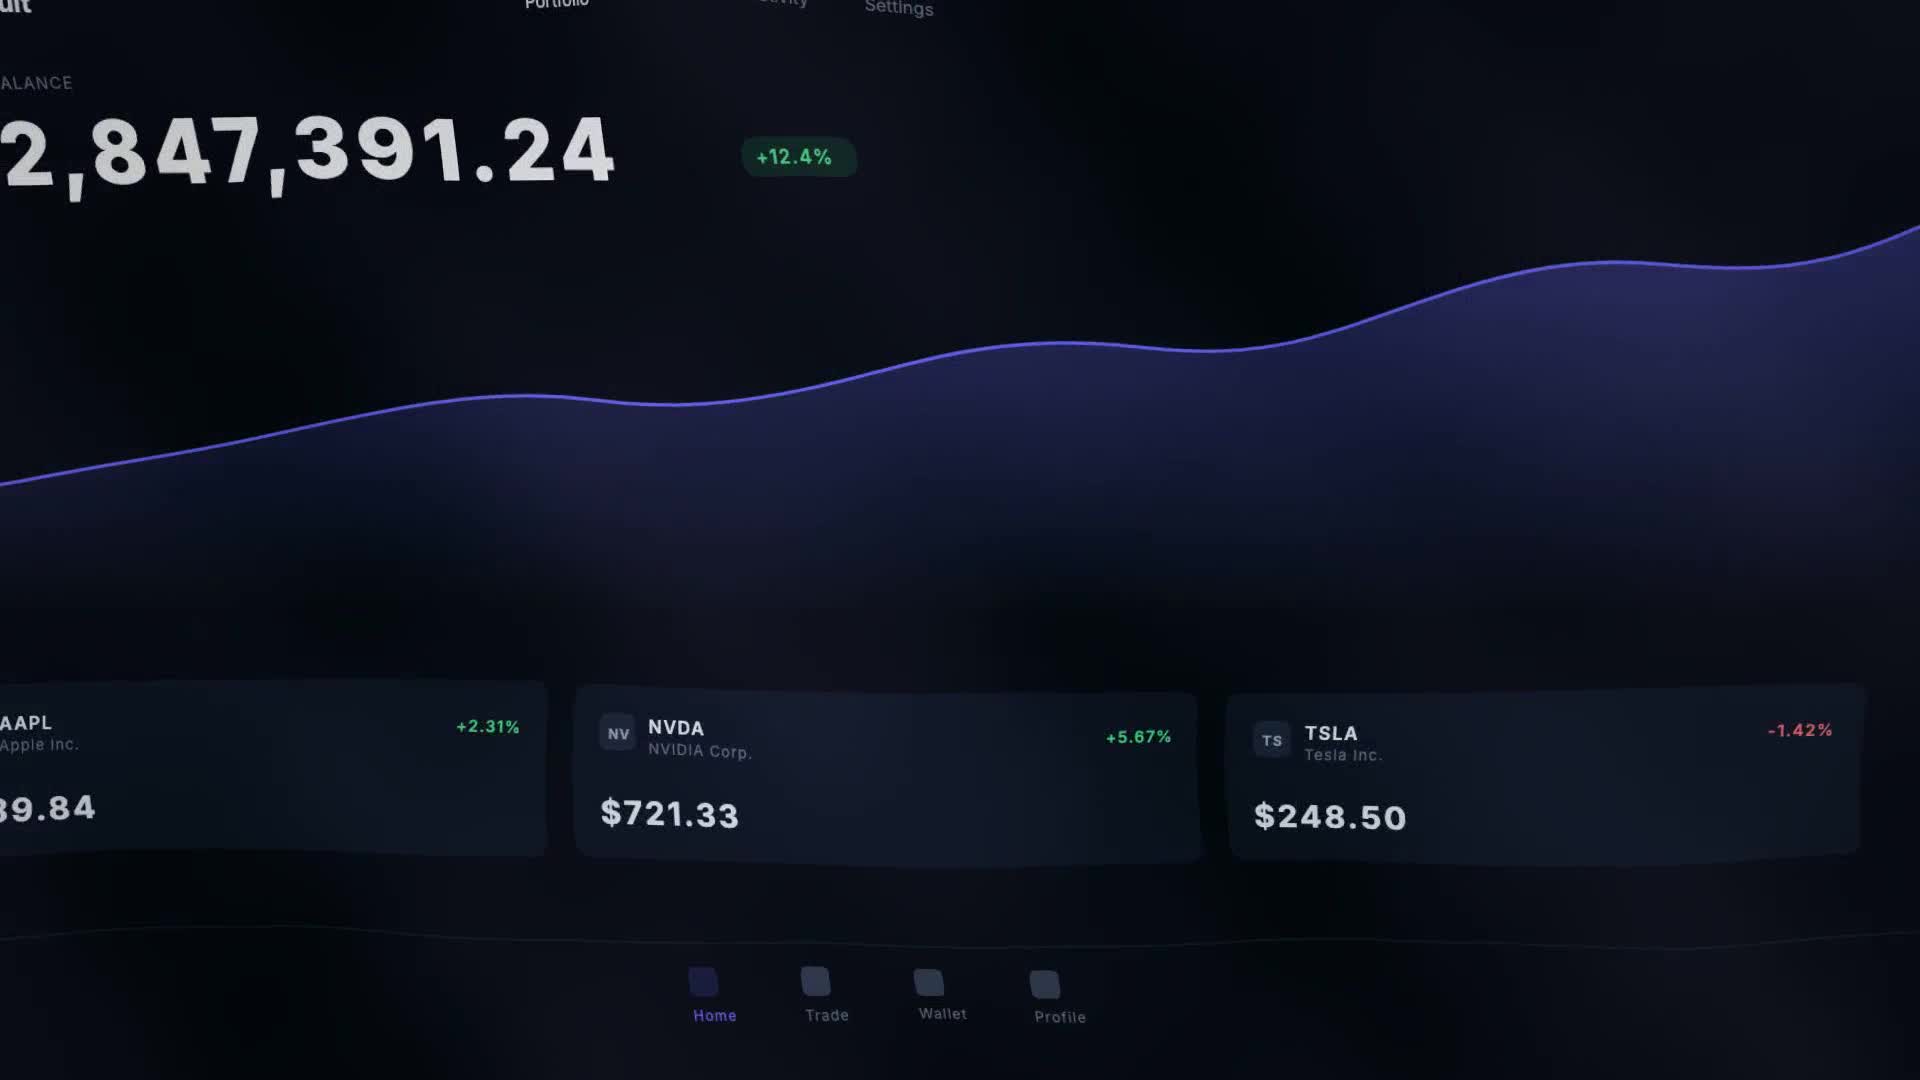 Portfolio
Settings
ALANCE
2,847,391.24
+12.4%
AAPL
Apple Inc.
+2.31%
39.84
NV
NVDA
NVIDIA Corp.
+5.67%
$721.33
TS
TSLA
Tesla Inc.
-1.42%
$248.50
Home
Trade
Wallet
Profile